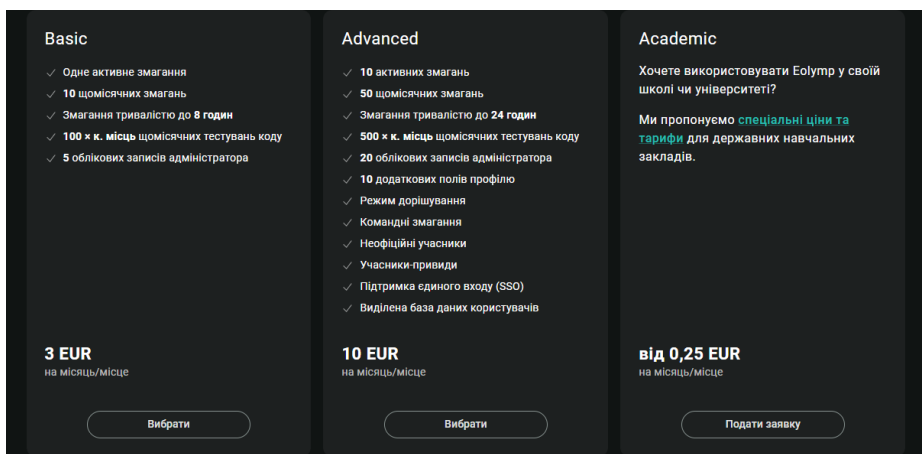 Basic
Одне активне змагання
10 щомісячних змагань
Змагання тривалістю до 8 годин
100 × к. місць щомісячних тестувань коду
5 облікових записів адміністратора
3 EUR
на місяць/місце
Вибрати
Advanced
10 активних змагань
50 щомісячних змагань
Змагання тривалістю до 24 годин
500 × к. місць щомісячних тестувань коду
20 облікових записів адміністратора
10 додаткових полів профілю
Режим дорішування
Командні змагання
Неофіційні учасники
Учасники-привиди
Підтримка єдиного входу (SSO)
Виділена база даних користувачів
10 EUR
на місяць/місце
Вибрати
Academic
Хочете використовувати Eolymp у своїй
школі чи університеті?
Ми пропонуємо спеціальні ціни та
тарифи для державних навчальних
закладів.
від 0,25 EUR
на місяць/місце
Подати заявку